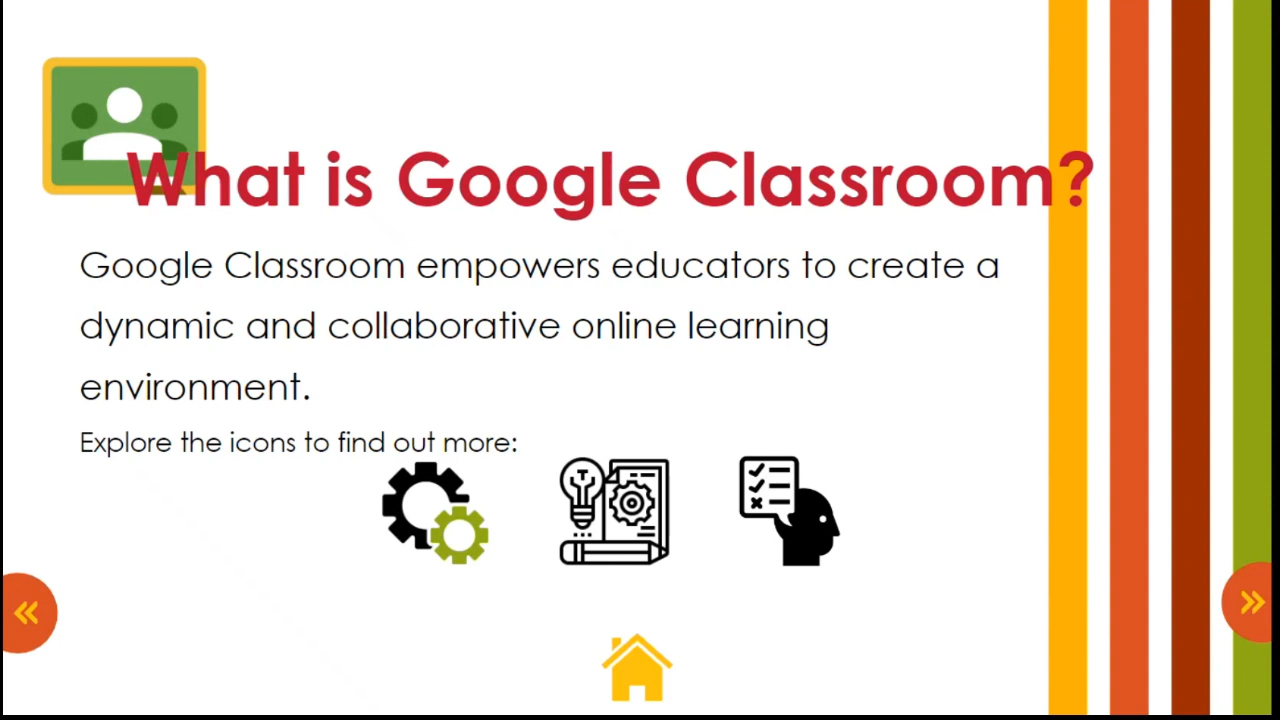 What is Google Classroom?
Google Classroom empowers educators to create a
dynamic and collaborative online learning
environment.
Explore the icons to find out more: